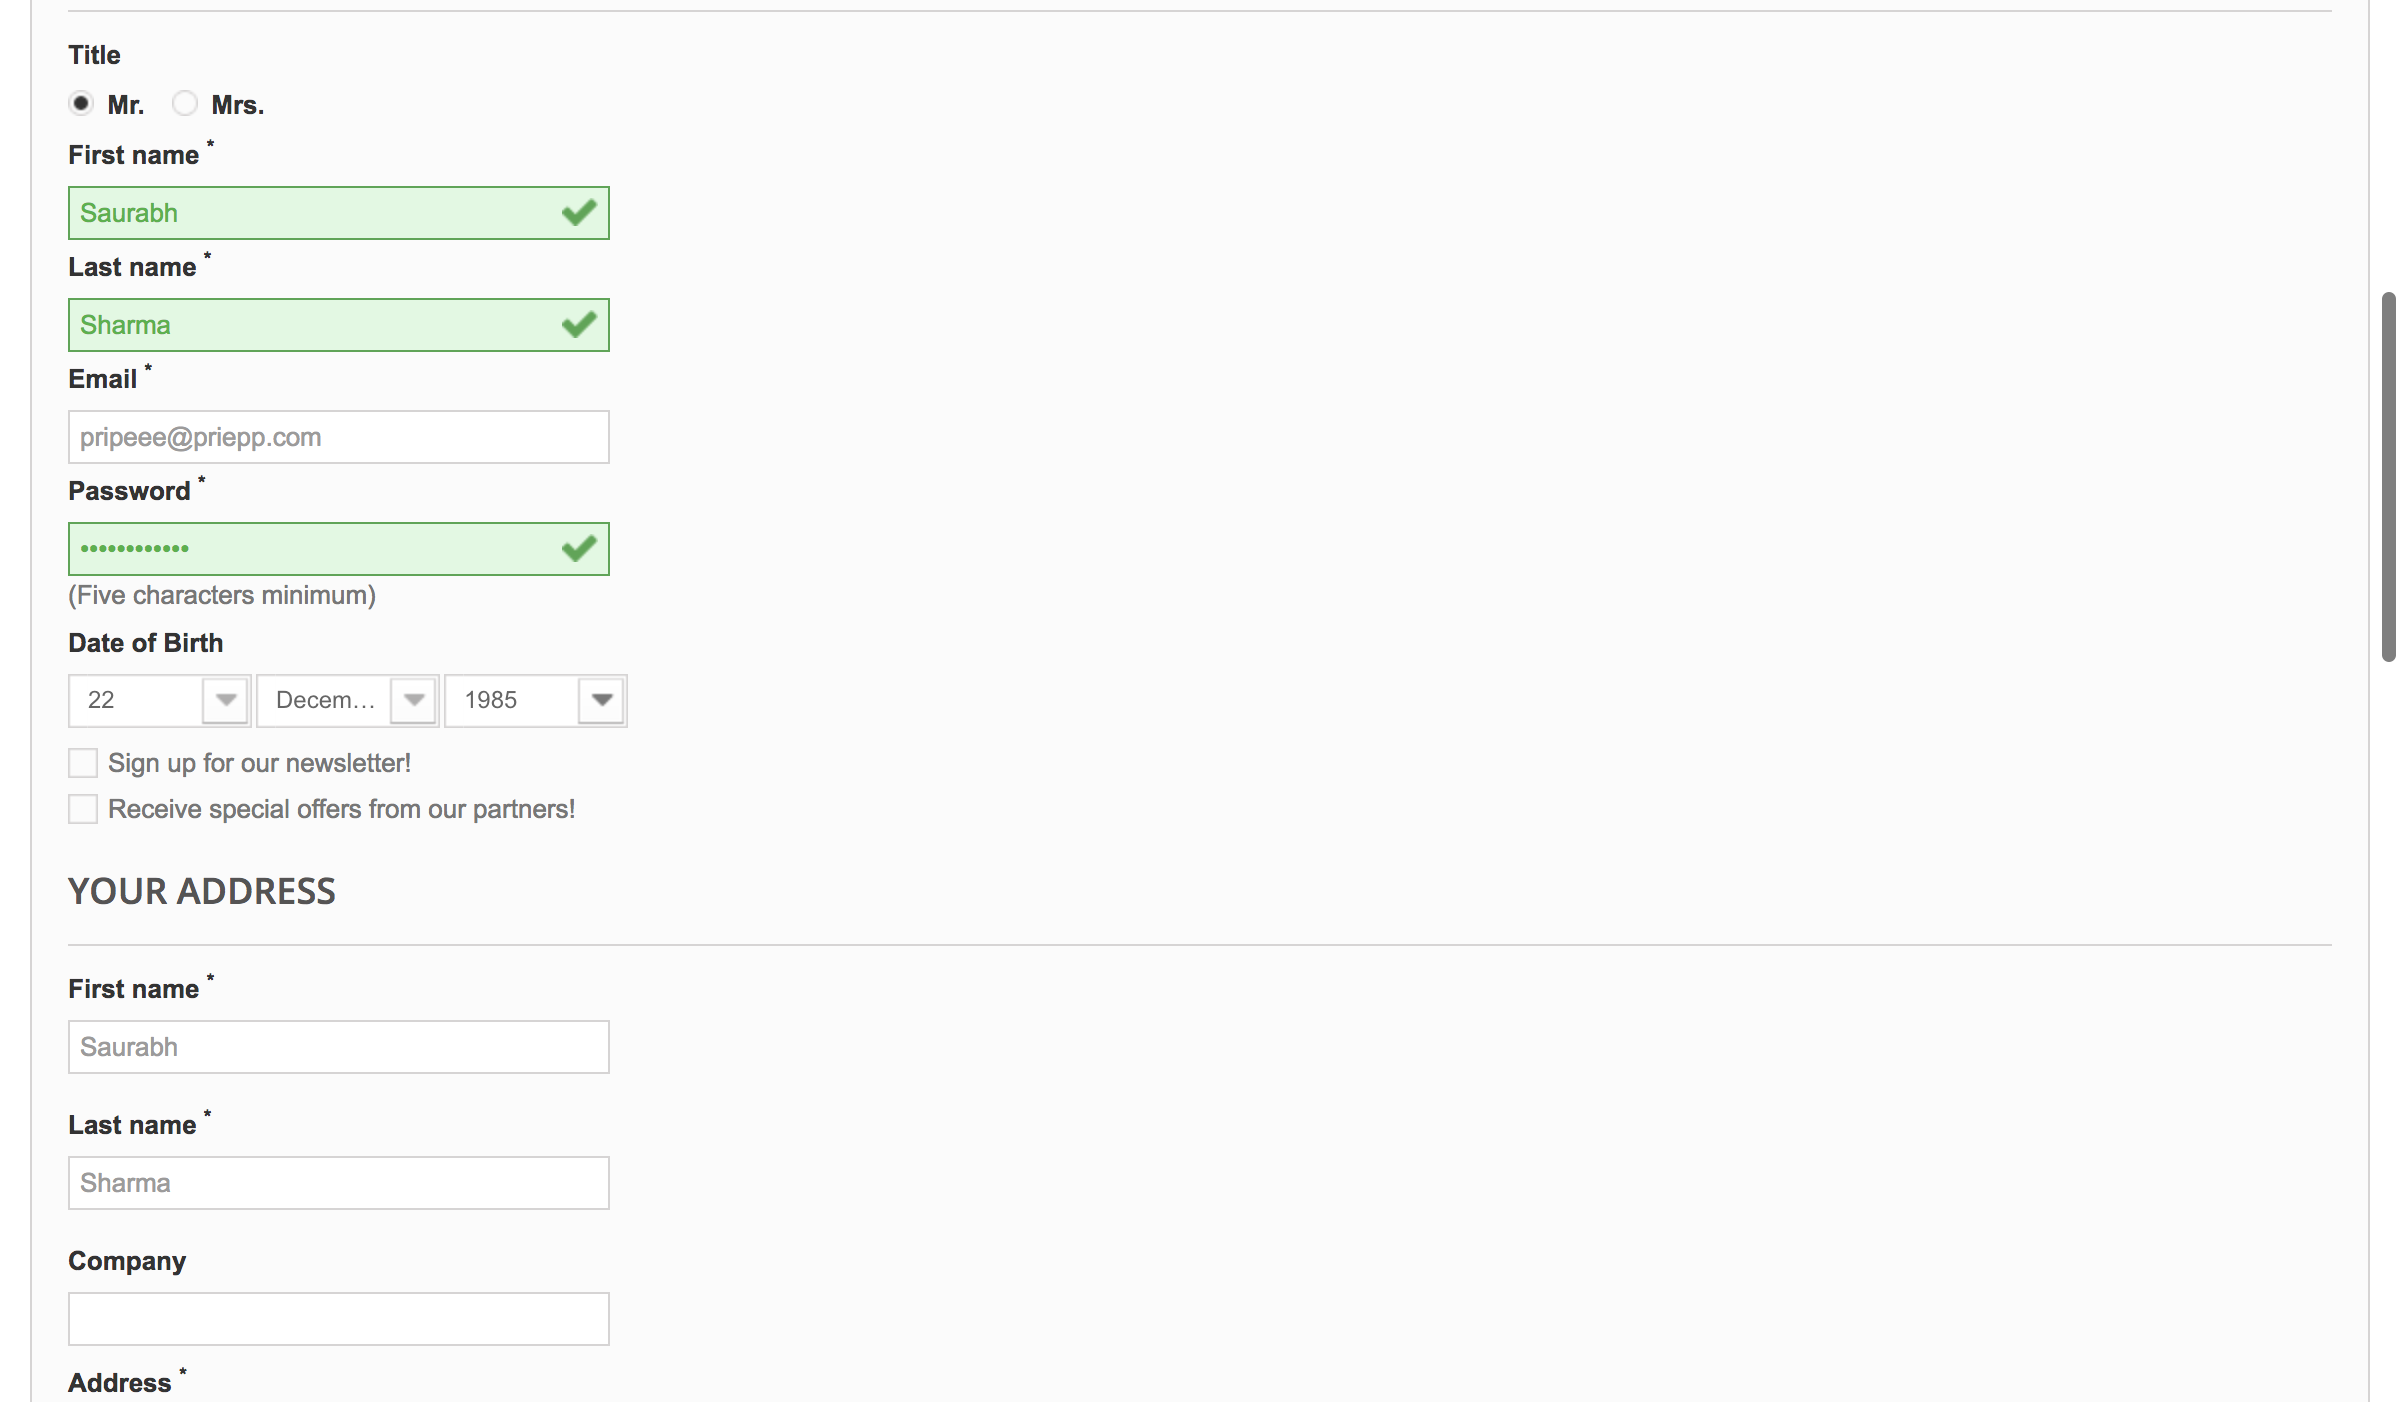 Title
Mr. Mrs.
First name *
Saurabh
Last name *
Sharma
Email *
pripeee@priepp.com
Password *
••••••••••••
(Five characters minimum)
Date of Birth
22 Decem... 1985
Sign up for our newsletter!
Receive special offers from our partners!
YOUR ADDRESS
First name *
Saurabh
Last name *
Sharma
Company
Address *